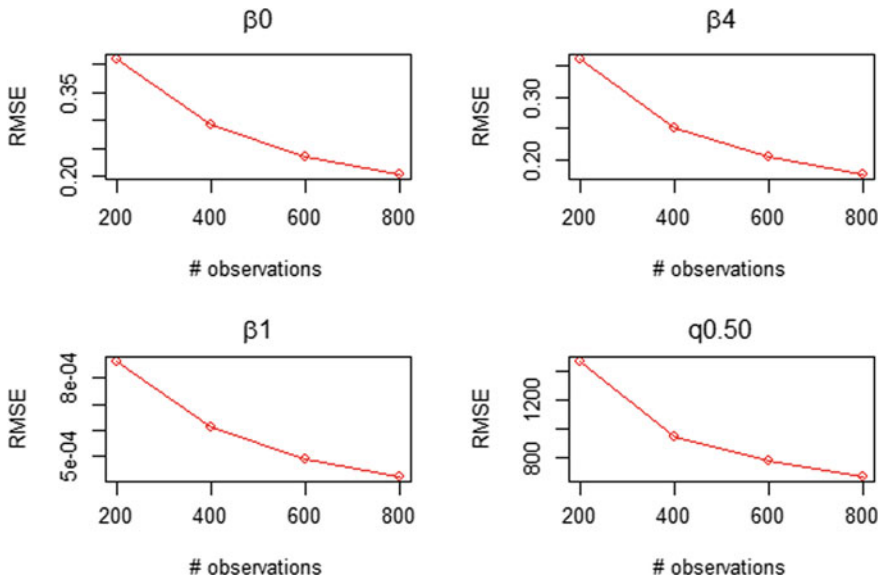 β0
RMSE
0.35
0.20
200 400 600 800
# observations
β4
RMSE
0.30
0.20
200 400 600 800
# observations
β1
RMSE
8e-04
5e-04
200 400 600 800
# observations
q0.50
RMSE
1200
800
200 400 600 800
# observations